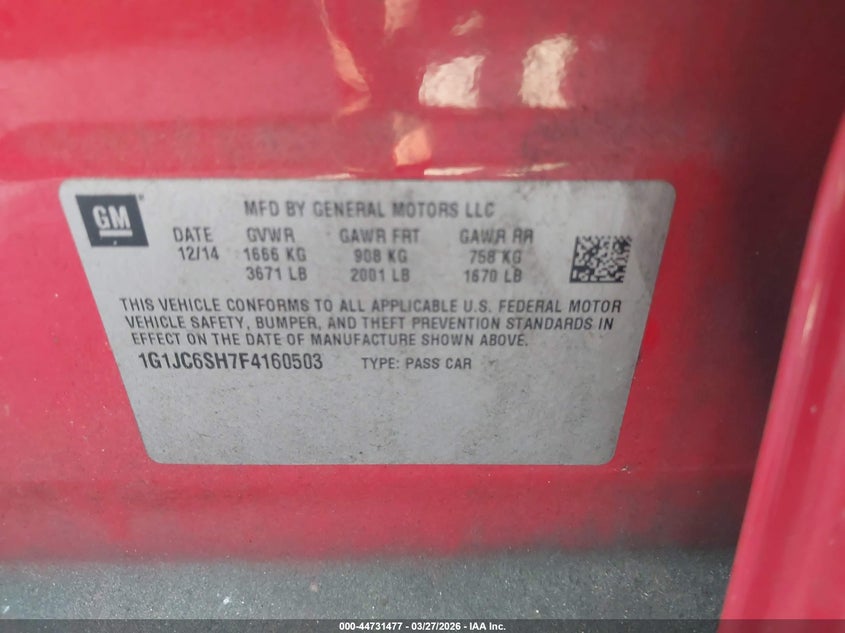 GM
MFD BY GENERAL MOTORS LLC
DATE GVWR GAWR FRT GAWR RR
12/14 1666 KG 908 KG 758 KG
3671 LB 2001 LB 1670 LB
THIS VEHICLE CONFORMS TO ALL APPLICABLE U.S. FEDERAL MOTOR
VEHICLE SAFETY, BUMPER, AND THEFT PREVENTION STANDARDS IN
EFFECT ON THE DATE OF MANUFACTURE SHOWN ABOVE.
1G1JC6SH7F4160503 TYPE: PASS CAR
000-44731477 — 03/27/2026 — IAA Inc.